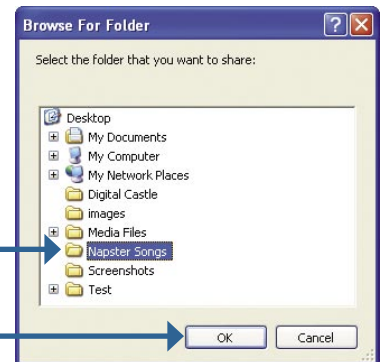 Browse For Folder
Select the folder that you want to share:
Desktop
My Documents
My Computer
My Network Places
Digital Castle
images
Media Files
Napster Songs
Screenshots
Test
OK Cancel